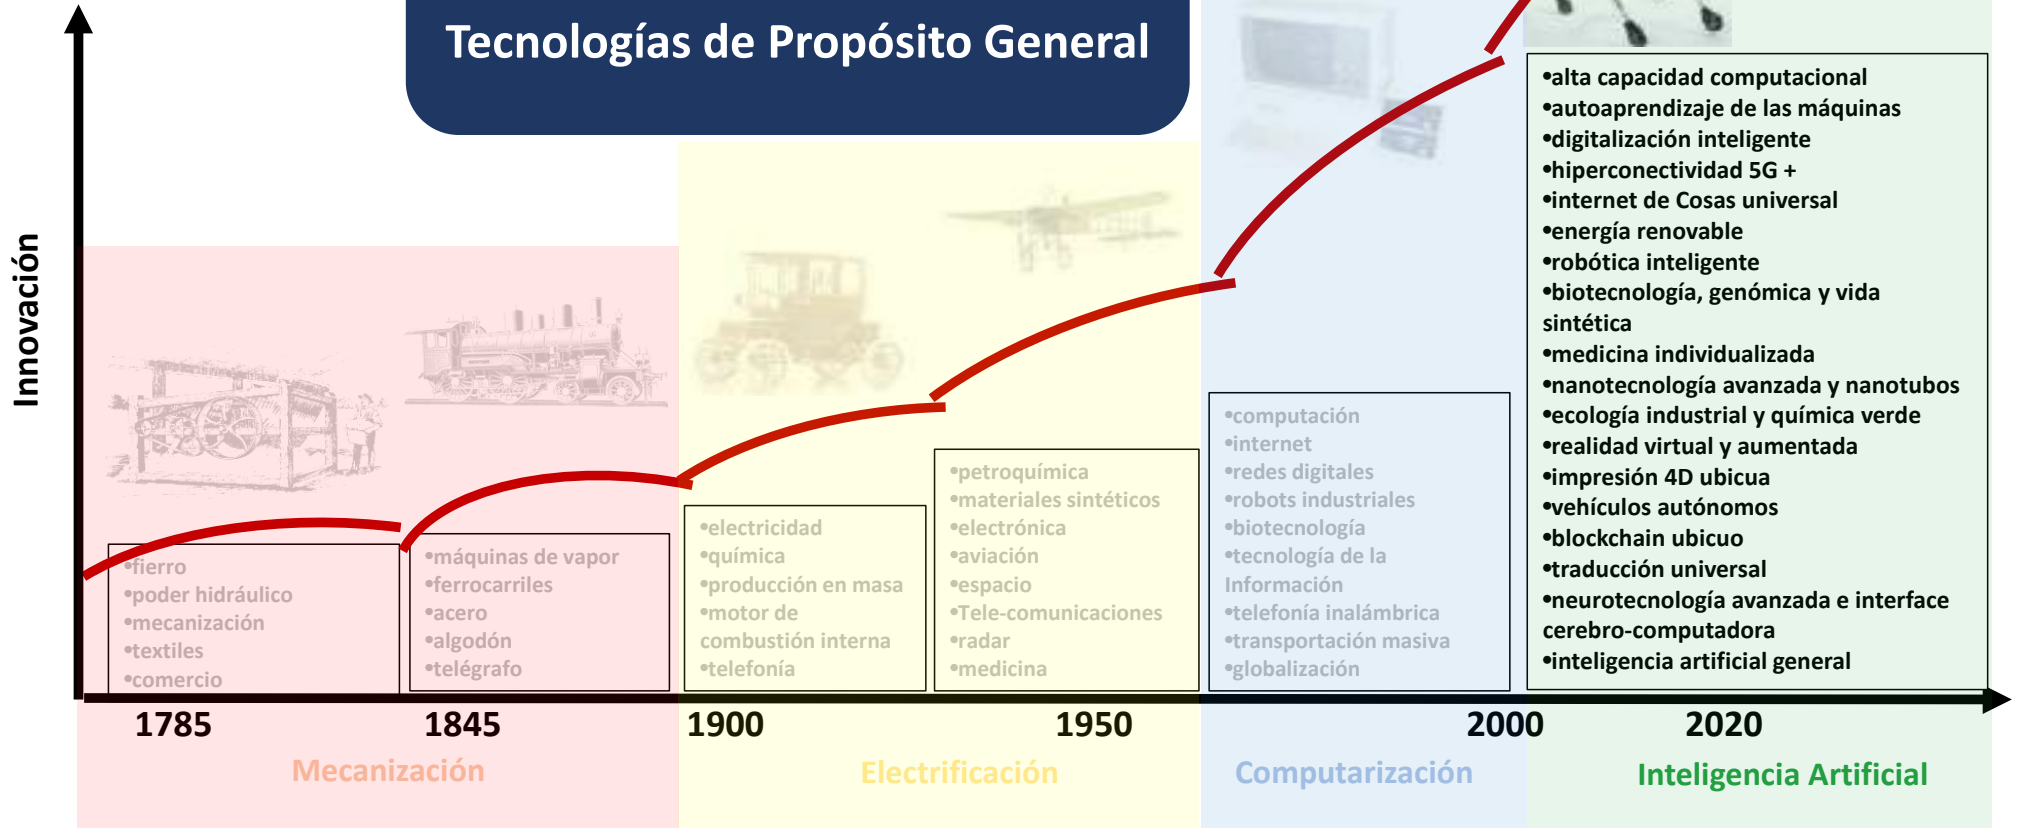 Tecnologías de Propósito General
Innovación
•fierro
•poder hidráulico
•mecanización
•textiles
•comercio
•máquinas de vapor
•ferrocarriles
•acero
•algodón
•telégrafo
•electricidad
•química
•producción en masa
•motor de
combustión interna
•telefonía
•petroquímica
•materiales sintéticos
•electrónica
•aviación
•espacio
•Tele-comunicaciones
•radar
•medicina
•computación
•internet
•redes digitales
•robots industriales
•biotecnología
•tecnología de la
Información
•telefonía inalámbrica
•transportación masiva
•globalización
•alta capacidad computacional
•autoaprendizaje de las máquinas
•digitalización inteligente
•hiperconectividad 5G +
•internet de Cosas universal
•energía renovable
•robótica inteligente
•biotecnología, genómica y vida
sintética
•medicina individualizada
•nanotecnología avanzada y nanotubos
•ecología industrial y química verde
•realidad virtual y aumentada
•impresión 4D ubicua
•vehículos autónomos
•blockchain ubicuo
•traducción universal
•neurotecnología avanzada e interface
cerebro-computadora
•inteligencia artificial general
1785 1845 1900 1950 2000 2020
Mecanización Electrificación Computarización Inteligencia Artificial